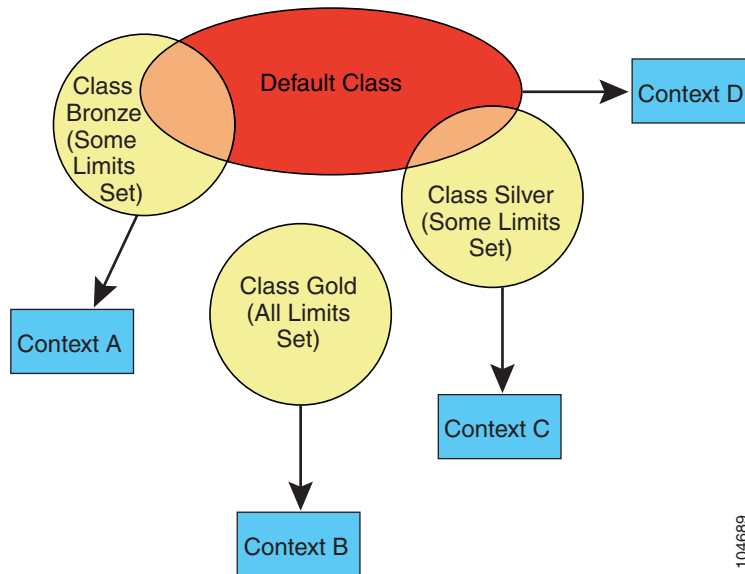 Default Class
Class
Bronze
(Some
Limits
Set)
Context D
Class Silver
(Some Limits
Set)
Class Gold
(All Limits
Set)
Context A
Context C
Context B
104689